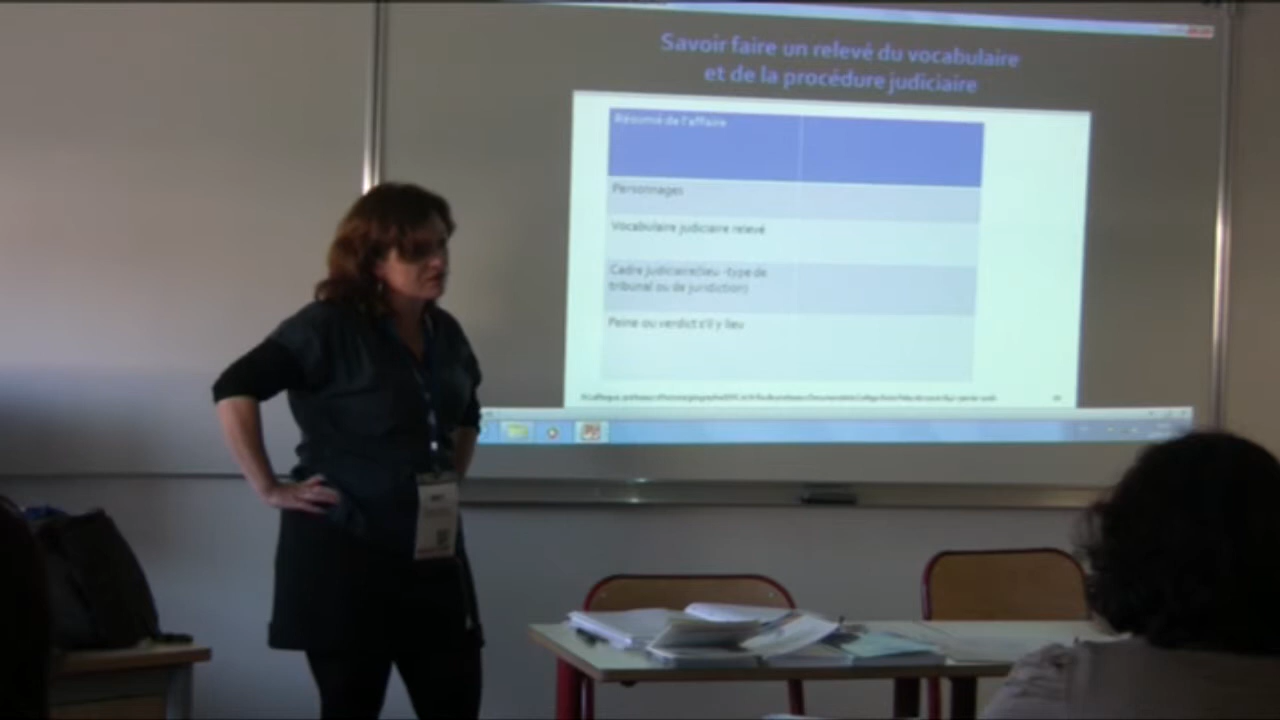 Savoir faire un relevé du vocabulaire
et de la procédure judiciaire
Résumé de l'affaire
Personnages
Vocabulaire judiciaire relevé
Cadre judiciaire(lieu -type de
tribunal ou de juridiction)
Peine ou verdict s'il y lieu